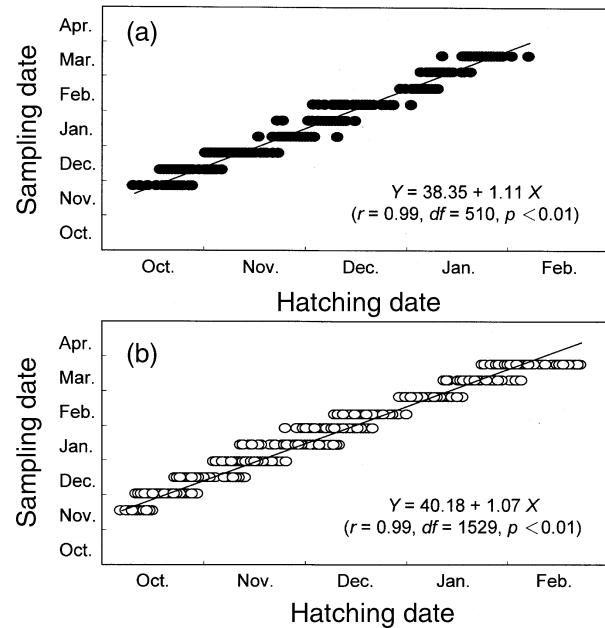 (a)
Apr.
Mar.
Feb.
Jan.
Dec.
Nov.
Oct.
Sampling date
Y = 38.35 + 1.11 X
(r = 0.99, df = 510, p <0.01)
Oct. Nov. Dec. Jan. Feb.
Hatching date
(b)
Apr.
Mar.
Feb.
Jan.
Dec.
Nov.
Oct.
Sampling date
Y = 40.18 + 1.07 X
(r = 0.99, df = 1529, p <0.01)
Oct. Nov. Dec. Jan. Feb.
Hatching date